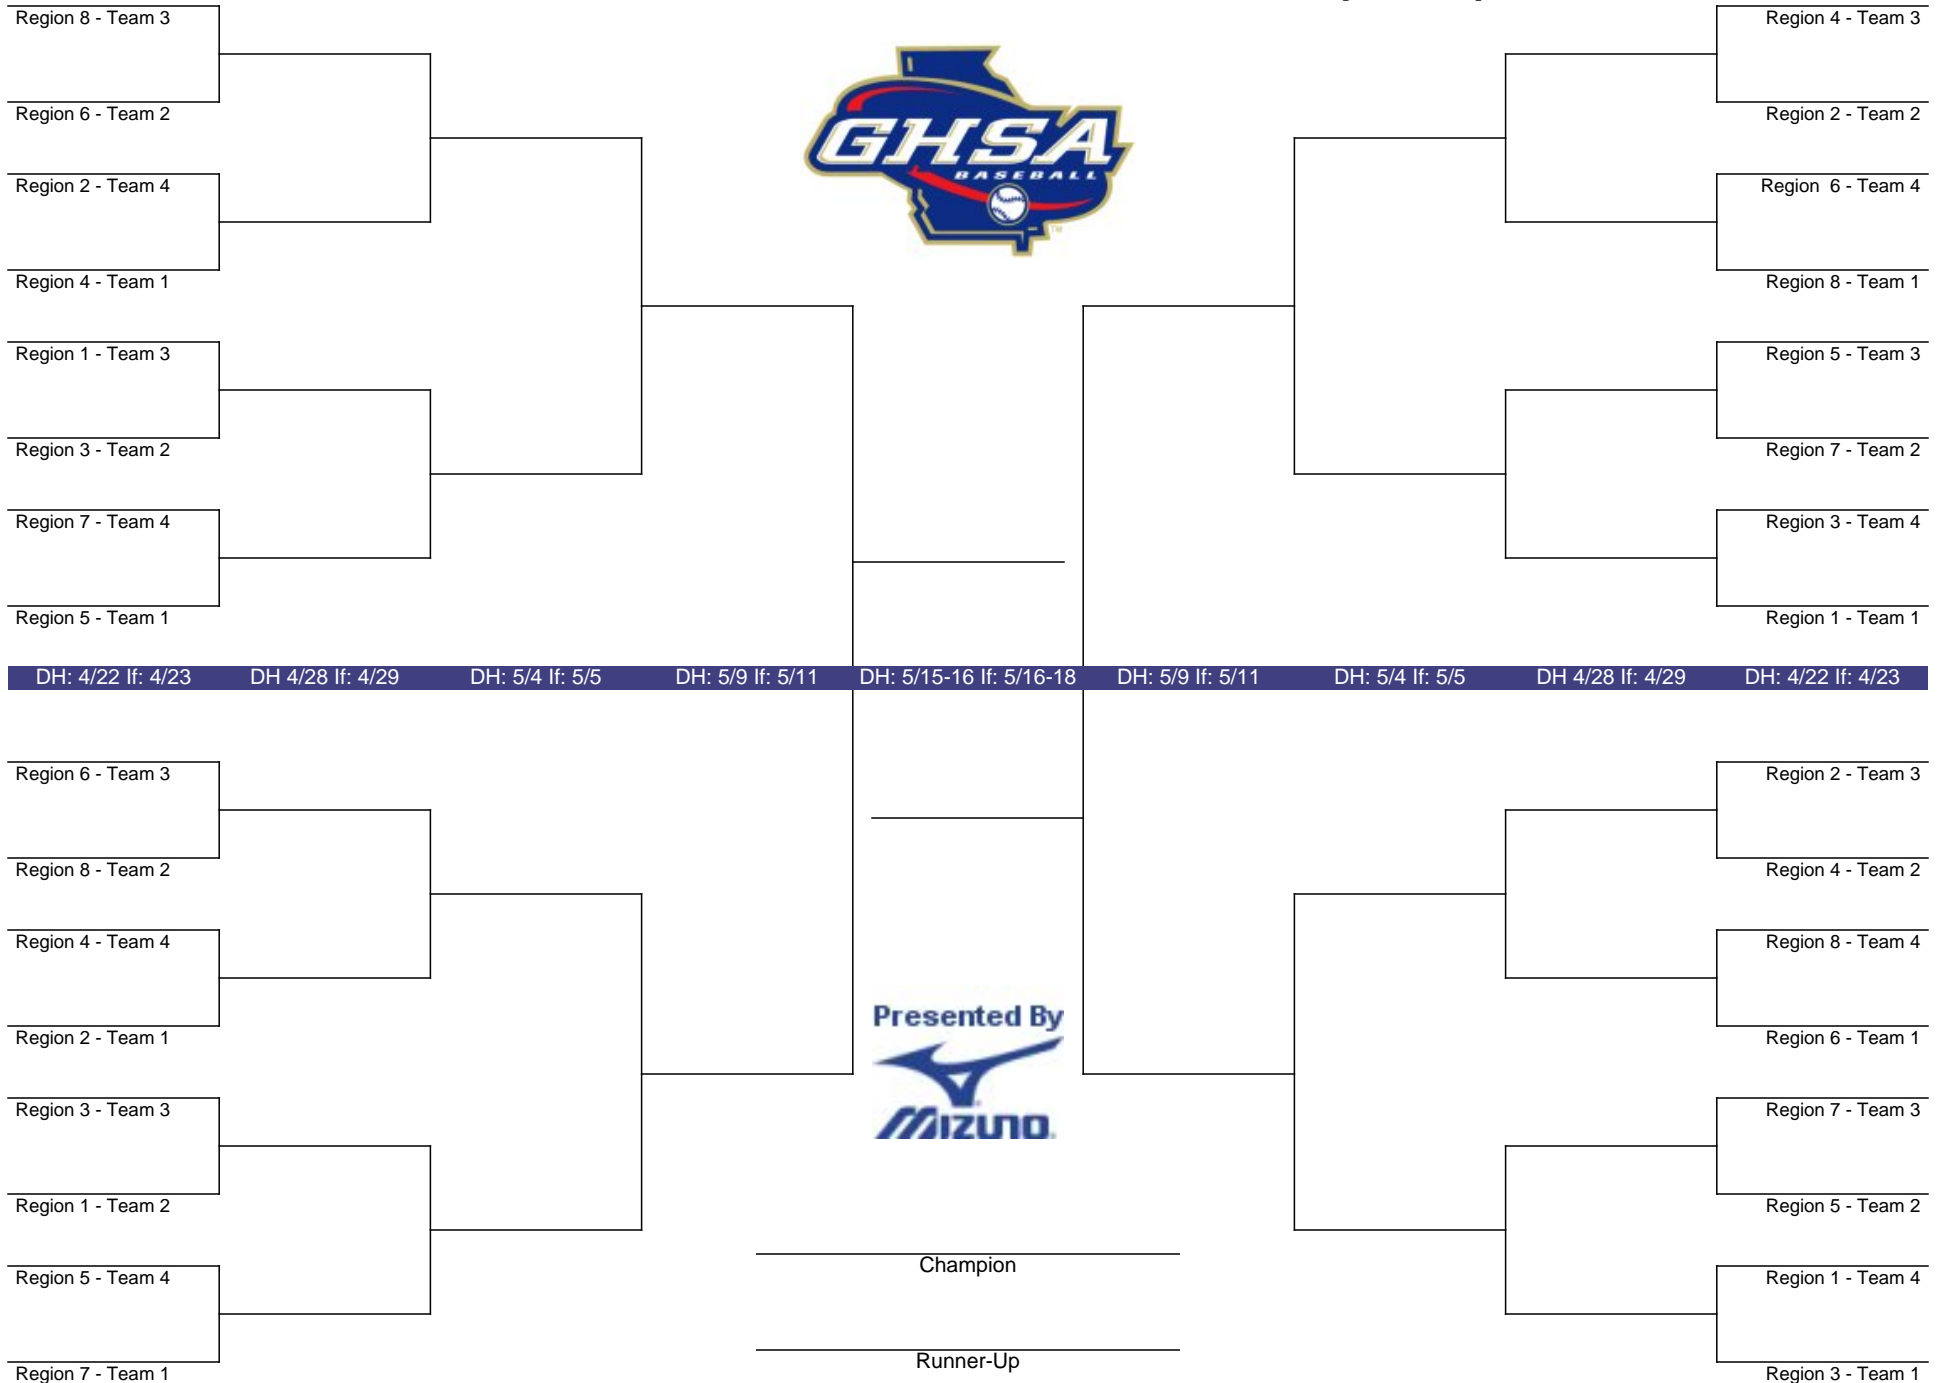 Region 8 - Team 3
Region 6 - Team 2
Region 2 - Team 4
Region 4 - Team 1
Region 1 - Team 3
Region 3 - Team 2
Region 7 - Team 4
Region 5 - Team 1
GHSA
BASEBALL
TM
Region 4 - Team 3
Region 2 - Team 2
Region  6 - Team 4
Region 8 - Team 1
Region 5 - Team 3
Region 7 - Team 2
Region 3 - Team 4
Region 1 - Team 1
DH: 4/22 If: 4/23 DH 4/28 If: 4/29 DH: 5/4 If: 5/5 DH: 5/9 If: 5/11 DH: 5/15-16 If: 5/16-18 DH: 5/9 If: 5/11 DH: 5/4 If: 5/5 DH 4/28 If: 4/29 DH: 4/22 If: 4/23
Region 6 - Team 3
Region 8 - Team 2
Region 4 - Team 4
Region 2 - Team 1
Region 3 - Team 3
Region 1 - Team 2
Region 5 - Team 4
Region 7 - Team 1
Presented By
MIZUNO
Champion
Runner-Up
Region 2 - Team 3
Region 4 - Team 2
Region 8 - Team 4
Region 6 - Team 1
Region 7 - Team 3
Region 5 - Team 2
Region 1 - Team 4
Region 3 - Team 1